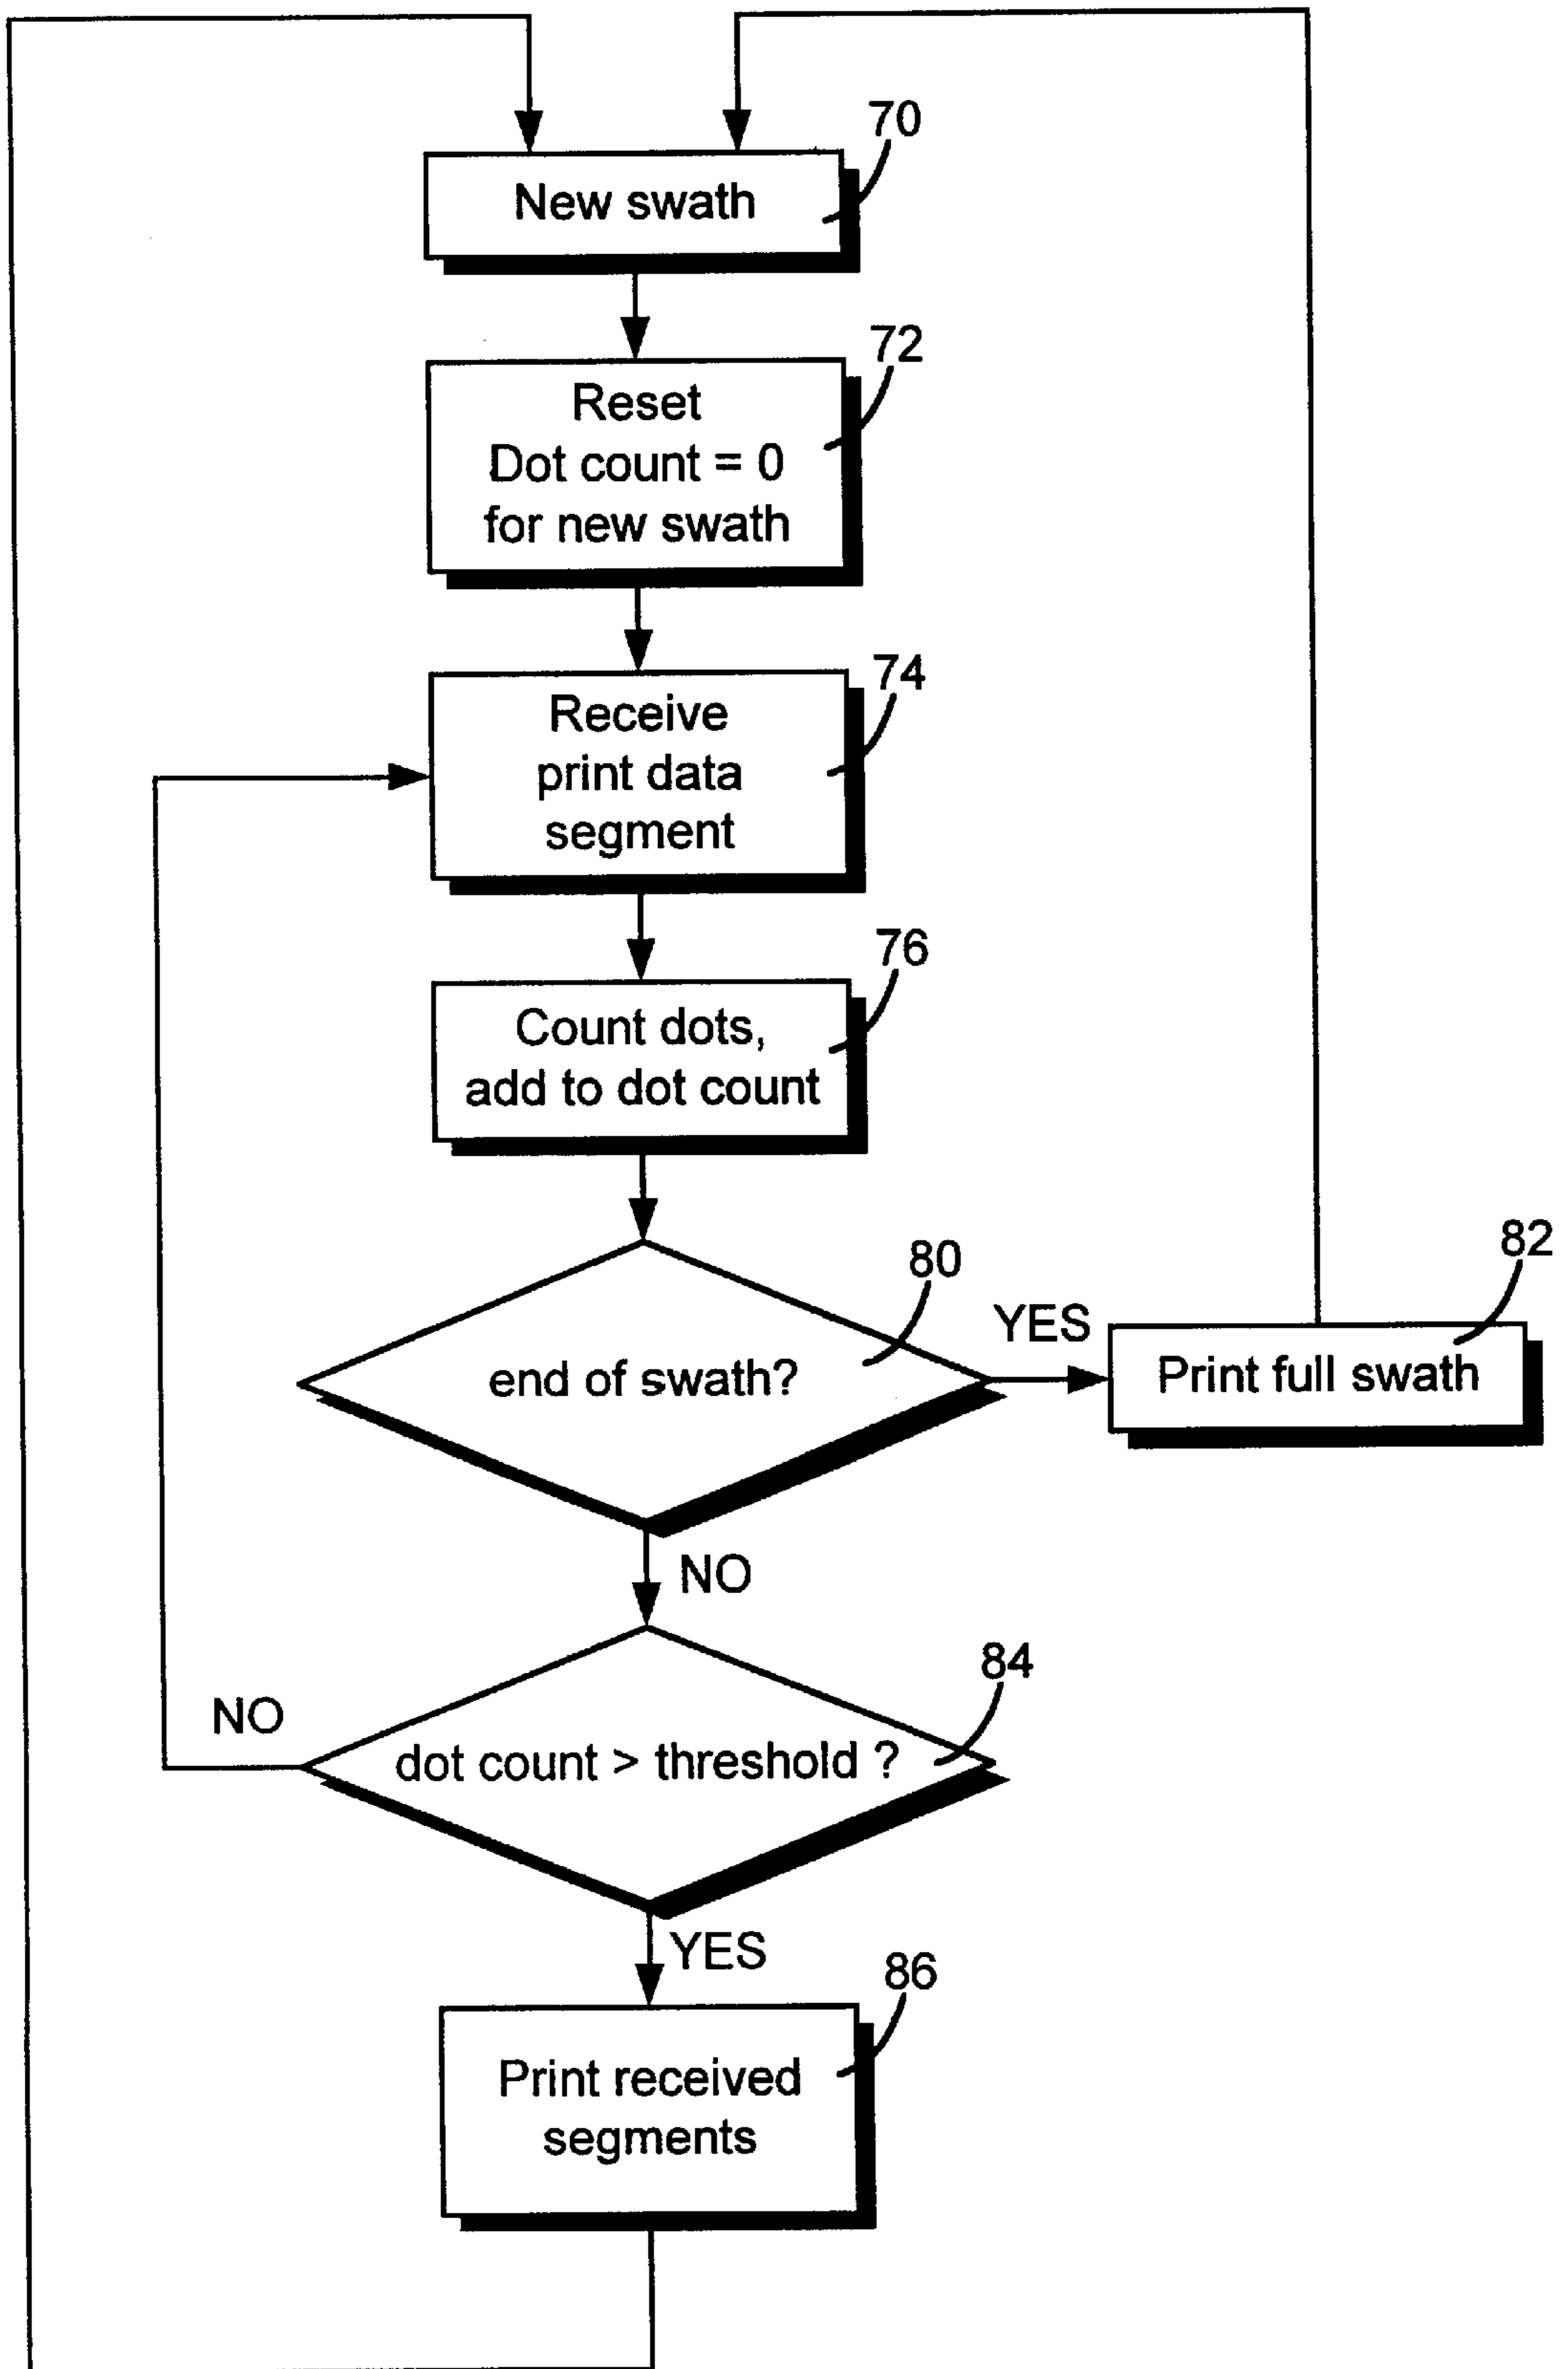 70
New swath
72
Reset
Dot count = 0
for new swath
74
Receive
print data
segment
76
Count dots,
add to dot count
80
end of swath?
YES
82
Print full swath
NO
84
dot count > threshold ?
NO
YES
86
Print received
segments